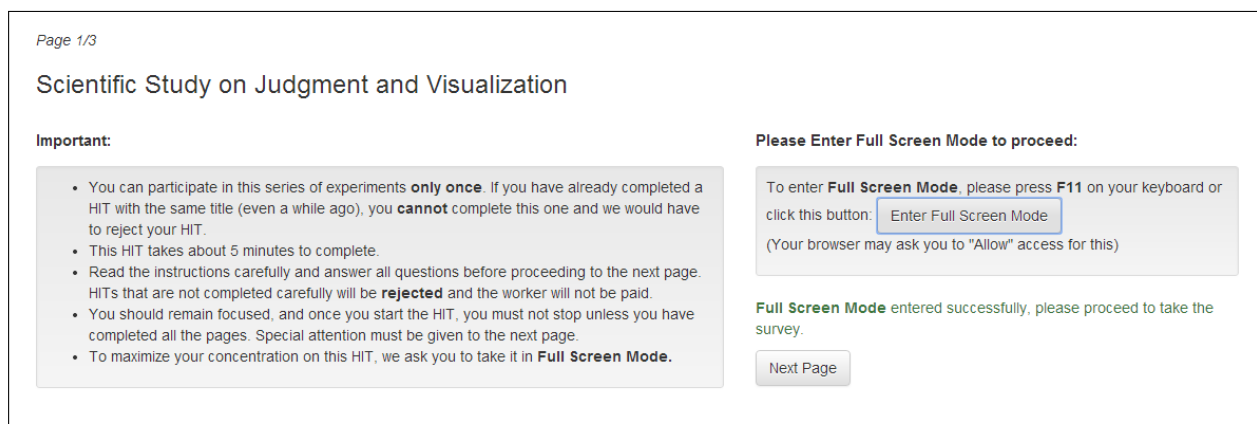 Page 1/3
Scientific Study on Judgment and Visualization
Important:
• You can participate in this series of experiments only once. If you have already completed a
HIT with the same title (even a while ago), you cannot complete this one and we would have
to reject your HIT.
• This HIT takes about 5 minutes to complete.
• Read the instructions carefully and answer all questions before proceeding to the next page.
HITs that are not completed carefully will be rejected and the worker will not be paid.
• You should remain focused, and once you start the HIT, you must not stop unless you have
completed all the pages. Special attention must be given to the next page.
• To maximize your concentration on this HIT, we ask you to take it in Full Screen Mode.
Please Enter Full Screen Mode to proceed:
To enter Full Screen Mode, please press F11 on your keyboard or
click this button: Enter Full Screen Mode
(Your browser may ask you to "Allow" access for this)
Full Screen Mode entered successfully, please proceed to take the
survey.
Next Page